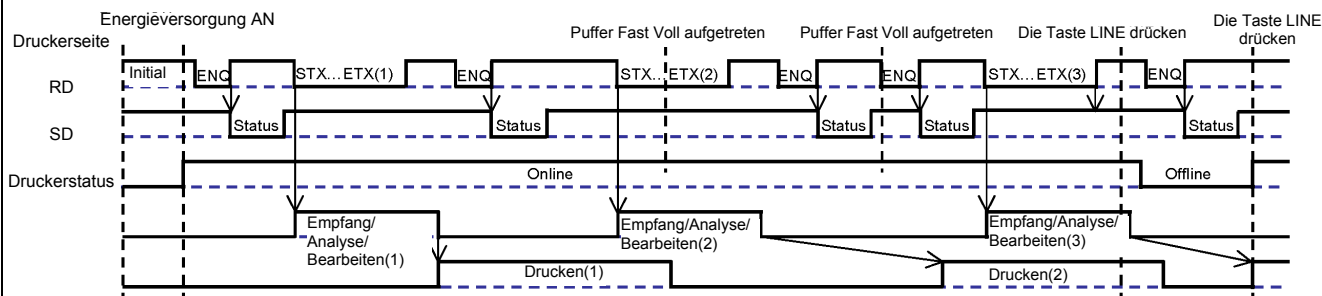 Energieversorgung AN
Puffer Fast Voll aufgetreten
Puffer Fast Voll aufgetreten
Die Taste LINE drücken
Die Taste LINE
drücken
Druckerseite
RD
Initial
ENQ
STX...ETX(1)
ENQ
STX...ETX(2)
ENQ
ENQ
STX...ETX(3)
ENQ
SD
Status
Status
Status
Status
Status
Druckerstatus
Online
Offline
Empfang/
Analyse/
Bearbeiten(1)
Empfang/Analyse/
Bearbeiten(2)
Empfang/Analyse/
Bearbeiten(3)
Drucken(1)
Drucken(2)